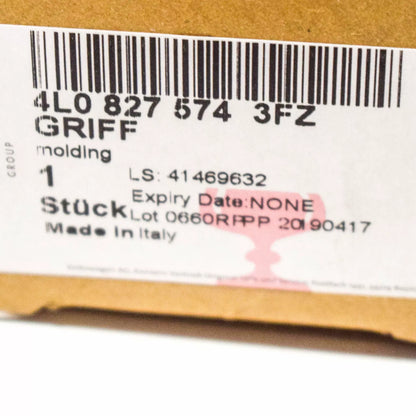 4L0 827 574 3FZ
GRIFF
molding
1
LS: 41469632
Expiry Date:NONE
Stück
Lot 0660RPPP 20190417
Made in Italy
GROUP